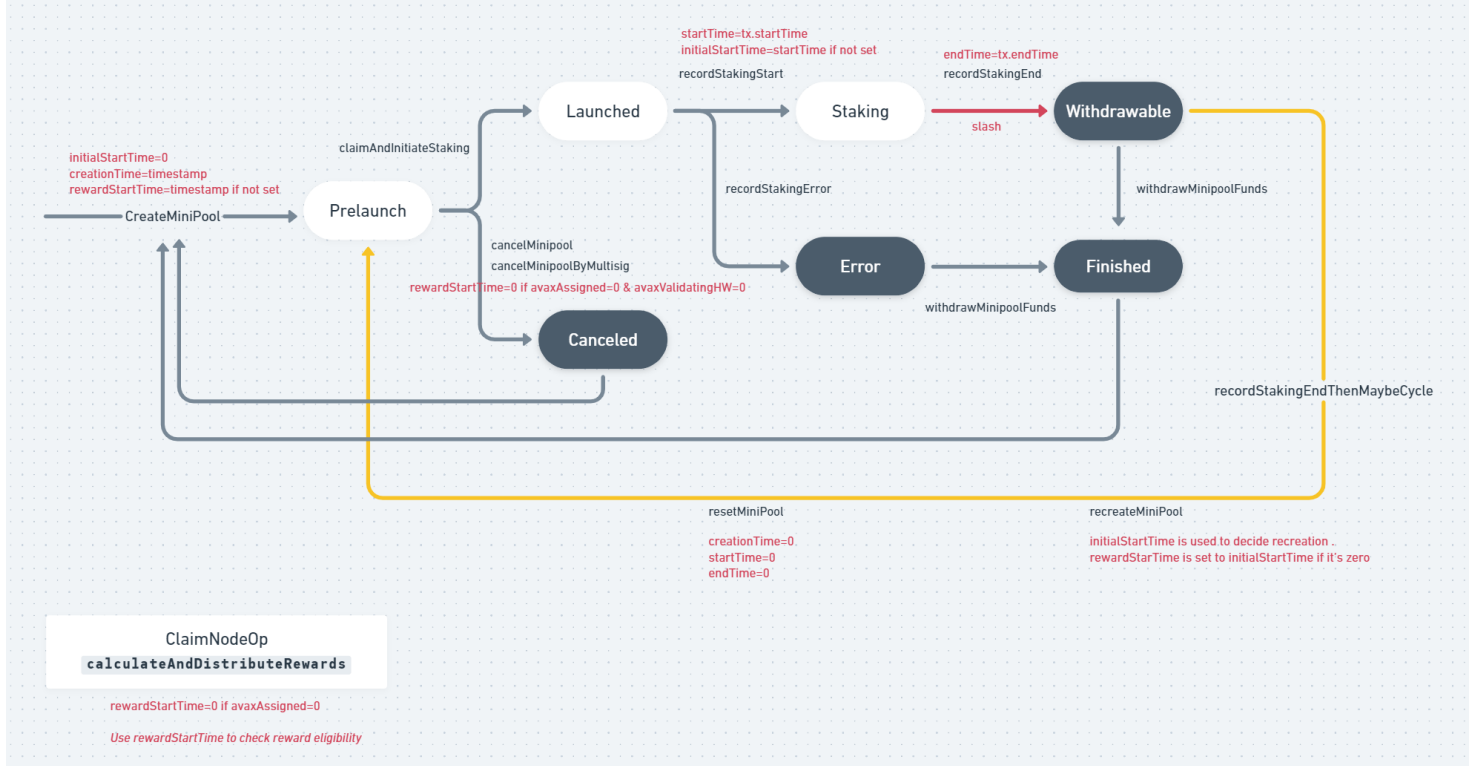 startTime=tx.startTime
initialStartTime=startTime if not set
recordStakingStart
endTime=tx.endTime
recordStakingEnd
Launched
Staking
slash
Withdrawable
claimAndInitiateStaking
initialStartTime=0
creationTime=timestamp
rewardStartTime=timestamp if not set
CreateMiniPool
Prelaunch
recordStakingError
withdrawMinipoolFunds
cancelMinipool
cancelMinipoolByMultisig
rewardStartTime=0 if avaxAssigned=0 & avaxValidatingHW=0
Error
Finished
withdrawMinipoolFunds
Canceled
recordStakingEndThenMaybeCycle
resetMiniPool
creationTime=0
startTime=0
endTime=0
recreateMiniPool
initialStartTime is used to decide recreation .
rewardStarTime is set to initialStartTime if it's zero
ClaimNodeOp
calculateAndDistributeRewards
rewardStartTime=0 if avaxAssigned=0
Use rewardStartTime to check reward eligibility